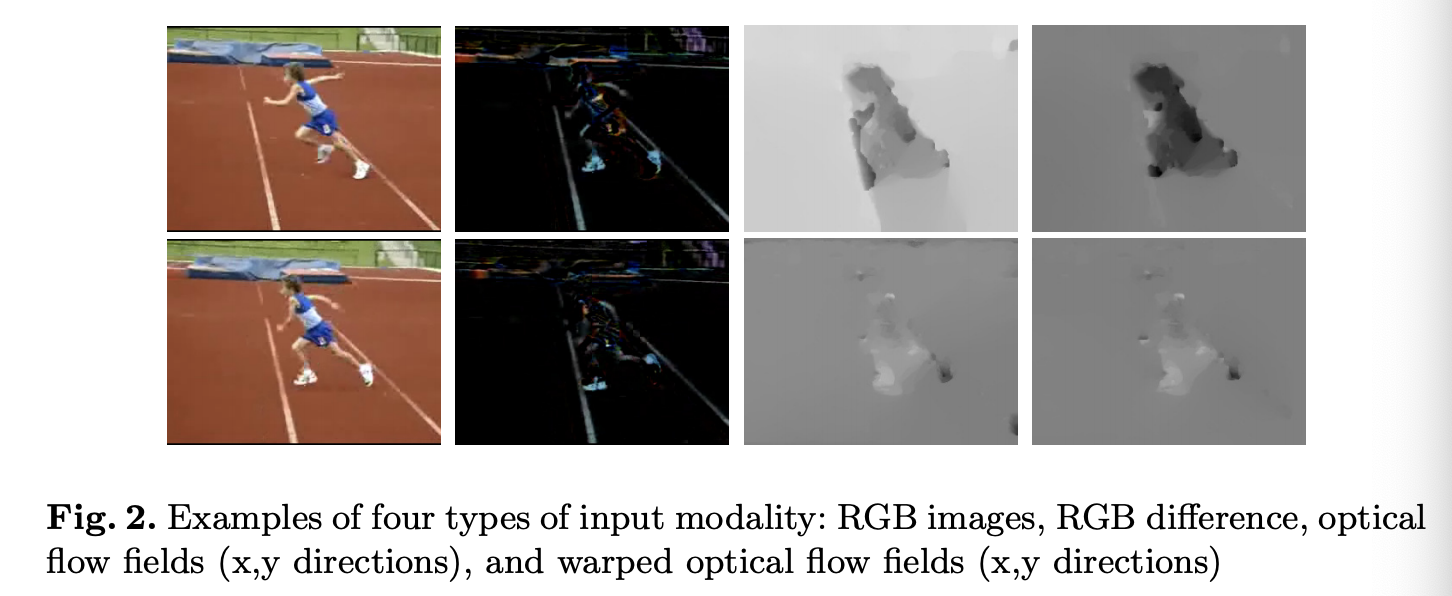 Fig. 2. Examples of four types of input modality: RGB images, RGB difference, optical
flow fields (x,y directions), and warped optical flow fields (x,y directions)